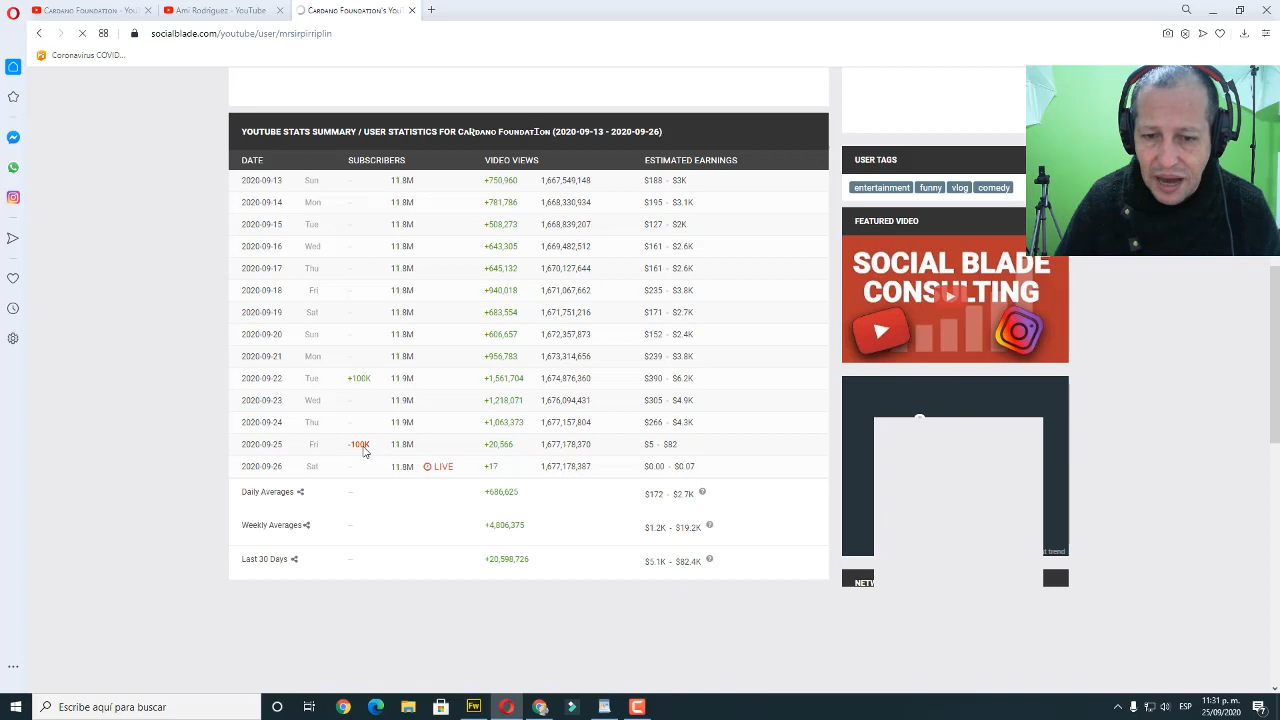 Cᴀʀᴅᴀɴᴏ Fᴏᴜɴᴅᴀᴛɪᴏɴ - You
Ami Rodríguez - YouTube
Cᴀʀᴅᴀɴᴏ Fᴏᴜɴᴅᴀᴛɪᴏɴ's YouT
socialblade.com/youtube/user/mrsirpirriplin
Coronavirus COVID...
YOUTUBE STATS SUMMARY / USER STATISTICS FOR CᴀRᴅᴀɴᴏ FᴏᴜɴᴅᴀᴛIᴏɴ (2020-09-13 - 2020-09-26)
DATE SUBSCRIBERS VIDEO VIEWS ESTIMATED EARNINGS
2020-09-13 Sun -- 11.8M +750,960 1,667,549,148 $188 - $3K
2020-09-14 Mon -- 11.8M +781,786 1,668,330,934 $195 - $3.1K
2020-09-15 Tue -- 11.8M +508,273 1,668,839,207 $127 - $2K
2020-09-16 Wed -- 11.8M +643,305 1,669,482,512 $161 - $2.6K
2020-09-17 Thu -- 11.8M +645,132 1,670,127,644 $161 - $2.6K
2020-09-18 Fri -- 11.8M +940,018 1,671,067,662 $235 - $3.8K
2020-09-19 Sat -- 11.8M +683,554 1,671,751,216 $171 - $2.7K
2020-09-20 Sun -- 11.8M +606,657 1,672,357,873 $152 - $2.4K
2020-09-21 Mon -- 11.8M +956,783 1,673,314,656 $239 - $3.8K
2020-09-22 Tue +100K 11.9M +1,561,704 1,674,876,360 $390 - $6.2K
2020-09-23 Wed -- 11.9M +1,218,071 1,676,094,431 $305 - $4.9K
2020-09-24 Thu -- 11.9M +1,063,373 1,677,157,804 $266 - $4.3K
2020-09-25 Fri -100K 11.8M +20,566 1,677,178,370 $5 - $82
2020-09-26 Sat -- 11.8M LIVE +17 1,677,178,387 $0.00 - $0.07
Daily Averages -- +686,625 $172 - $2.7K
Weekly Averages -- +4,806,375 $1.2K - $19.2K
Last 30 Days -- +20,598,726 $5.1K - $82.4K
USER TAGS
entertainment funny vlog comedy
FEATURED VIDEO
SOCIAL BLADE
CONSULTING
t trend
NETW
Escribe aquí para buscar
Fw
ESP
11:31 p. m.
25/09/2020